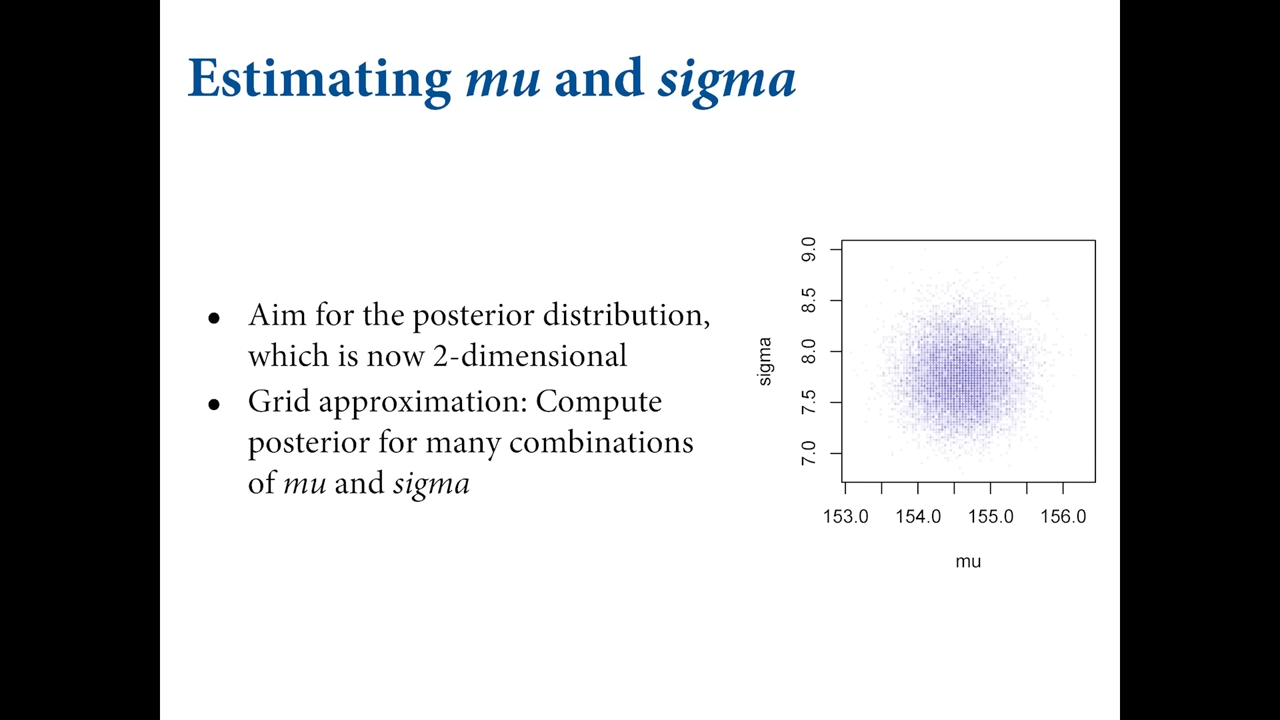 Estimating mu and sigma
● Aim for the posterior distribution,
which is now 2-dimensional
● Grid approximation: Compute
posterior for many combinations
of mu and sigma
sigma
9.0
8.5
8.0
7.5
7.0
153.0 154.0 155.0 156.0
mu